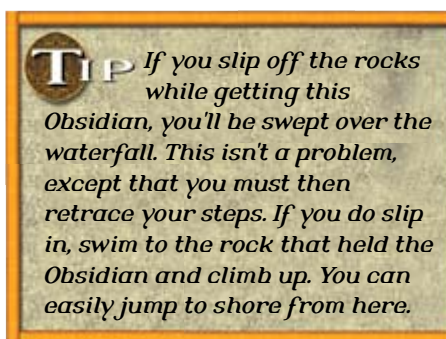 TIP If you slip off the rocks
while getting this
Obsidian, you'll be swept over the
waterfall. This isn't a problem,
except that you must then
retrace your steps. If you do slip
in, swim to the rock that held the
Obsidian and climb up. You can
easily jump to shore from here.